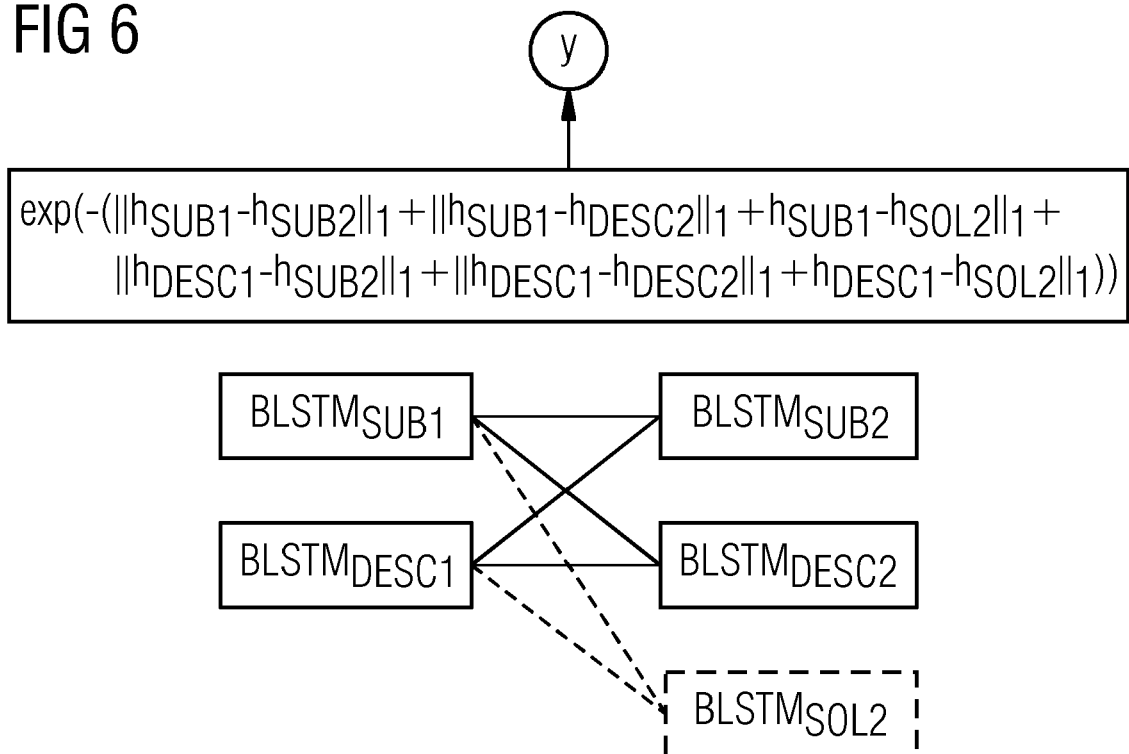 FIG 6
y
exp(-(||hSUB1-hSUB2||1+||hSUB1-hDESC2||1+hSUB1-hSOL2||1+
||hDESC1-hSUB2||1+||hDESC1-hDESC2||1+hDESC1-hSOL2||1))
BLSTMSUB1 BLSTMSUB2
BLSTMDESC1 BLSTMDESC2
BLSTMSOL2